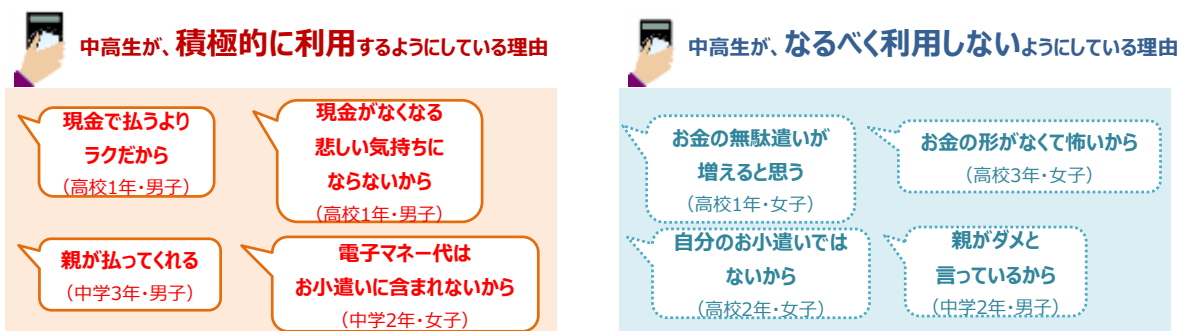 中高生が、積極的に利用するようにしている理由
現金で払うより
ラクだから
（高校1年・男子）
現金がなくなる
悲しい気持ちに
ならないから
（高校1年・男子）
親が払ってくれる
（中学3年・男子）
電子マネー代は
お小遣いに含まれないから
（中学2年・女子）
中高生が、なるべく利用しないようにしている理由
お金の無駄遣いが
増えると思う
（高校1年・女子）
お金の形がなくて怖いから
（高校3年・女子）
自分のお小遣いでは
ないから
（高校2年・女子）
親がダメと
言っているから
（中学2年・男子）